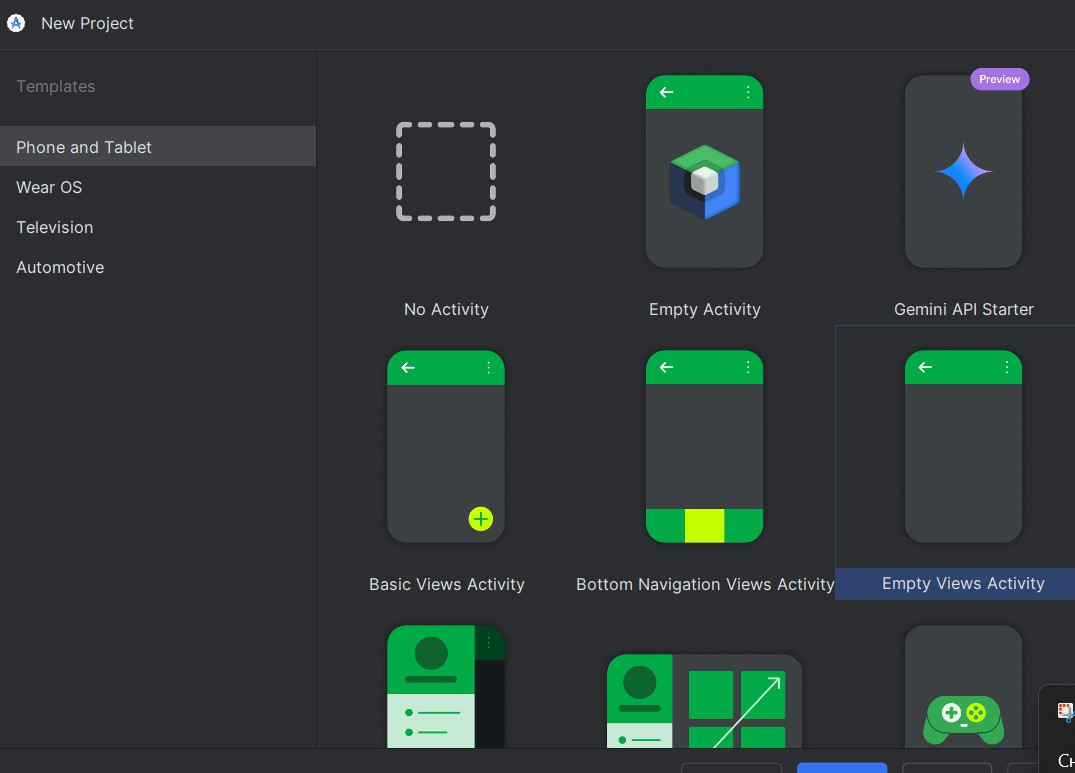 New Project
Templates
Phone and Tablet
Wear OS
Television
Automotive
Preview
No Activity
Empty Activity
Gemini API Starter
Basic Views Activity
Bottom Navigation Views Activity
Empty Views Activity